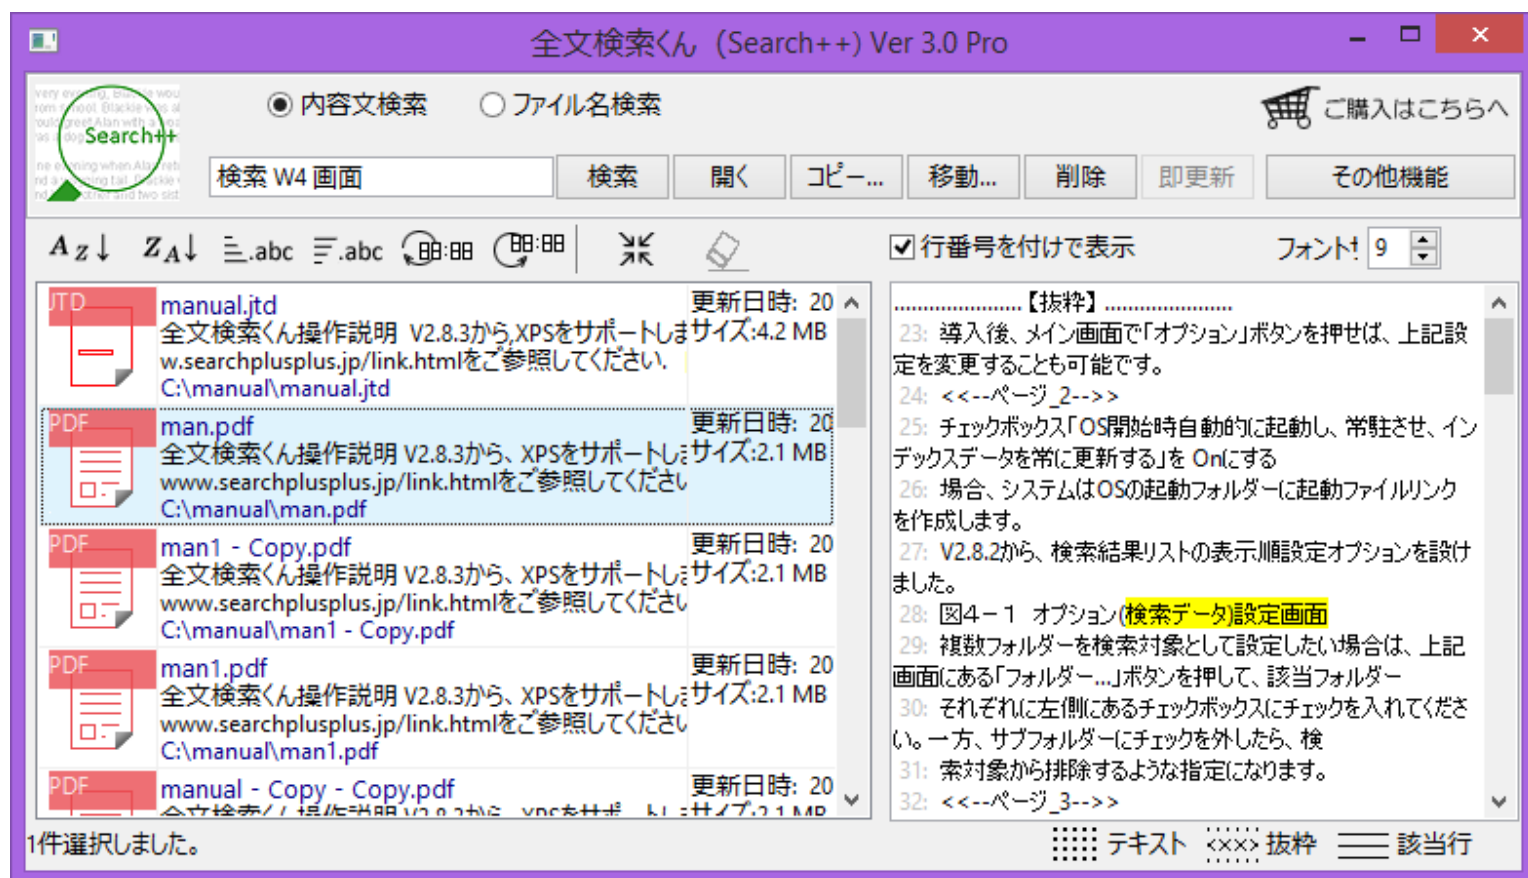 全文検索くん (Search++) Ver 3.0 Pro
Search++
内容文検索 ファイル名検索
ご購入はこちらへ
検索 W4 画面 検索 開く コピー... 移動... 削除 即更新 その他機能
行番号を付けで表示 フォント 9
JTD
manual.jtd 更新日時: 20
全文検索くん操作説明 V2.8.3から,XPSをサポートしま サイズ:4.2 MB
w.searchplusplus.jp/link.htmlをご参照してください.
C:\manual\manual.jtd
PDF
man.pdf 更新日時: 20
全文検索くん操作説明 V2.8.3から、XPSをサポートし サイズ:2.1 MB
www.searchplusplus.jp/link.htmlをご参照してください
C:\manual\man.pdf
PDF
man1 - Copy.pdf 更新日時: 20
全文検索くん操作説明 V2.8.3から、XPSをサポートし サイズ:2.1 MB
www.searchplusplus.jp/link.htmlをご参照してください
C:\manual\man1 - Copy.pdf
PDF
man1.pdf 更新日時: 20
全文検索くん操作説明 V2.8.3から、XPSをサポートし サイズ:2.1 MB
www.searchplusplus.jp/link.htmlをご参照してください
C:\manual\man1.pdf
PDF
manual - Copy - Copy.pdf 更新日時: 20
......................【抜粋】......................
23: 導入後、メイン画面で「オプション」ボタンを押せば、上記設
定を変更することも可能です。
24: <<--ページ_2-->>
25: チェックボックス「OS開始時自動的に起動し、常駐させ、イン
デックスデータを常に更新する」を Onにする
26: 場合、システムはOSの起動フォルダーに起動ファイルリンク
を作成します。
27: V2.8.2から、検索結果リストの表示順設定オプションを設け
ました。
28: 図4－1 オプション(検索データ)設定画面
29: 複数フォルダーを検索対象として設定したい場合は、上記
画面にある「フォルダー...」ボタンを押して、該当フォルダー
30: それぞれに左側にあるチェックボックスにチェックを入れてくださ
い。一方、サブフォルダーにチェックを外したら、検
31: 索対象から排除するような指定になります。
32: <<--ページ_3-->>
1件選択しました。
テキスト <xx> 抜粋 該当行